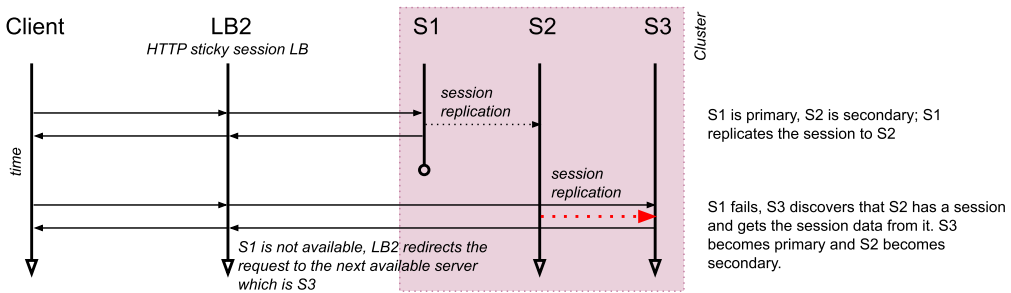 Client
LB2
HTTP sticky session LB
S1
S2
S3
Cluster
session
replication
S1 is primary, S2 is secondary; S1
replicates the session to S2
time
session
replication
S1 fails, S3 discovers that S2 has a session
and gets the session data from it. S3
becomes primary and S2 becomes
secondary.
S1 is not available, LB2 redirects the
request to the next available server
which is S3